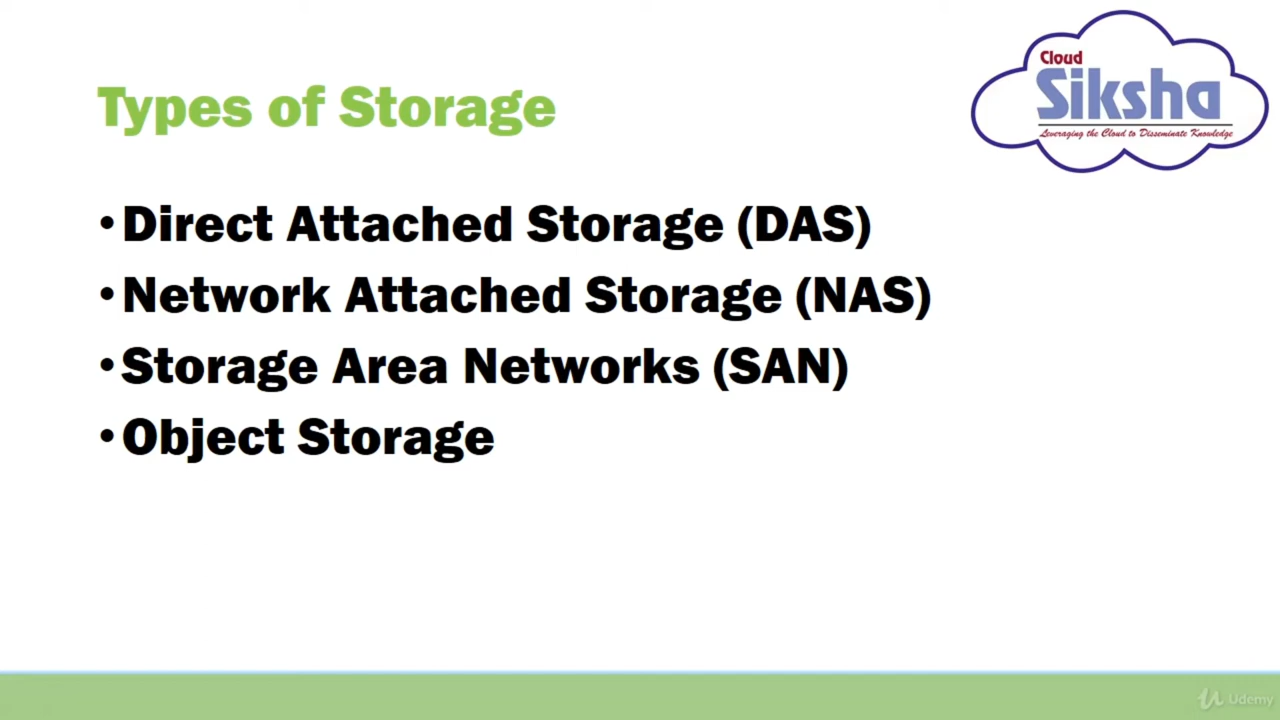 Cloud
Siksha
Leveraging the Cloud to Disseminate Knowledge
Types of Storage
•Direct Attached Storage (DAS)
•Network Attached Storage (NAS)
•Storage Area Networks (SAN)
•Object Storage
Udemy